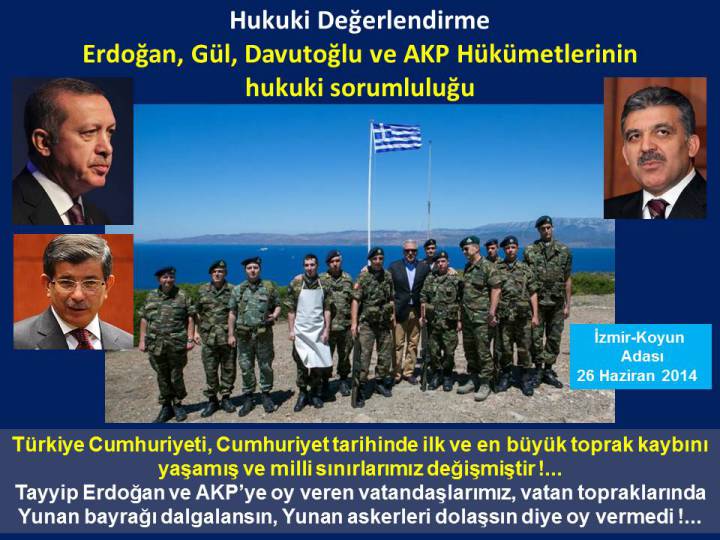 Hukuki Değerlendirme
Erdoğan, Gül, Davutoğlu ve AKP Hükümetlerinin
hukuki sorumluluğu
İzmir-Koyun
Adası
26 Haziran 2014
Türkiye Cumhuriyeti, Cumhuriyet tarihinde ilk ve en büyük toprak kaybını
yaşamış ve milli sınırlarımız değişmiştir !...
Tayyip Erdoğan ve AKP’ye oy veren vatandaşlarımız, vatan topraklarında
Yunan bayrağı dalgalansın, Yunan askerleri dolaşsın diye oy vermedi !...